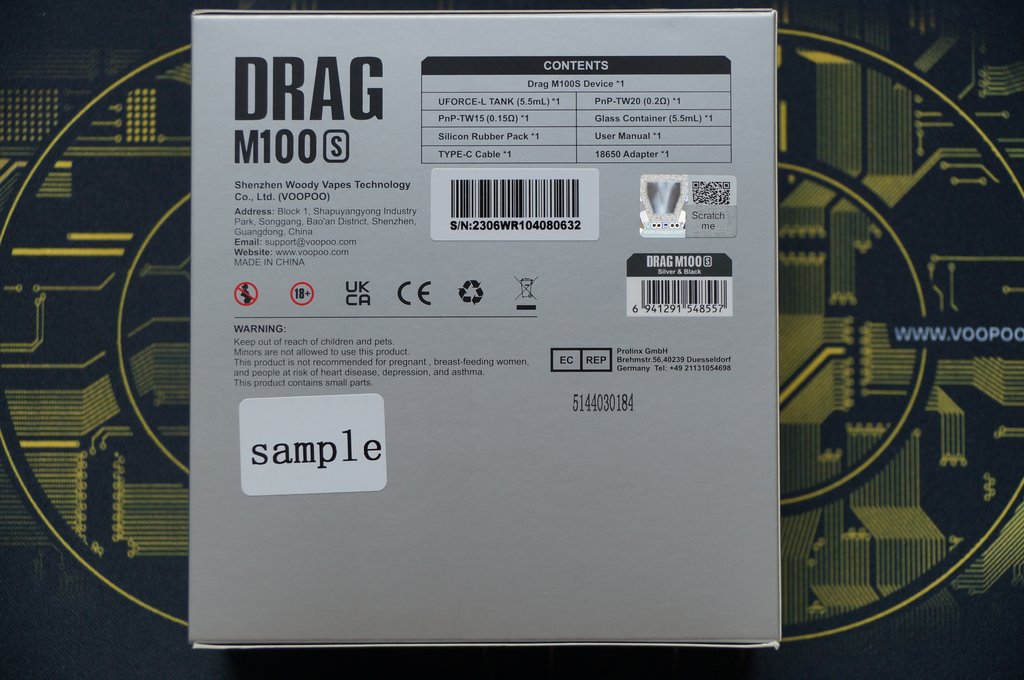 DRAG
M100 S
CONTENTS
Drag M100S Device *1
UFORCE-L TANK (5.5mL) *1
PnP-TW20 (0.2Ω) *1
PnP-TW15 (0.15Ω) *1
Glass Container (5.5mL) *1
Silicon Rubber Pack *1
User Manual *1
TYPE-C Cable *1
18650 Adapter *1
Shenzhen Woody Vapes Technology
Co., Ltd. (VOOPOO)
Address: Block 1, Shapuyangyong Industry
Park, Songgang, Bao'an District, Shenzhen,
Guangdong, China
Email: support@voopoo.com
Website: www.voopoo.com
MADE IN CHINA
S/N:2306WR104080632
VOOPOO
Scratch
me
DRAG M100 S
Silver & Black
6 941291 548557
18+
UK
CA
CE
WARNING:
Keep out of reach of children and pets.
Minors are not allowed to use this product.
This product is not recommended for pregnant , breast-feeding women,
and people at risk of heart disease, depression, and asthma.
This product contains small parts.
EC REP
Prolinx GmbH
Brehmstr.56,40239 Duesseldorf
Germany Tel: +49 21131054698
5144030184
sample
WWW.VOOPOO